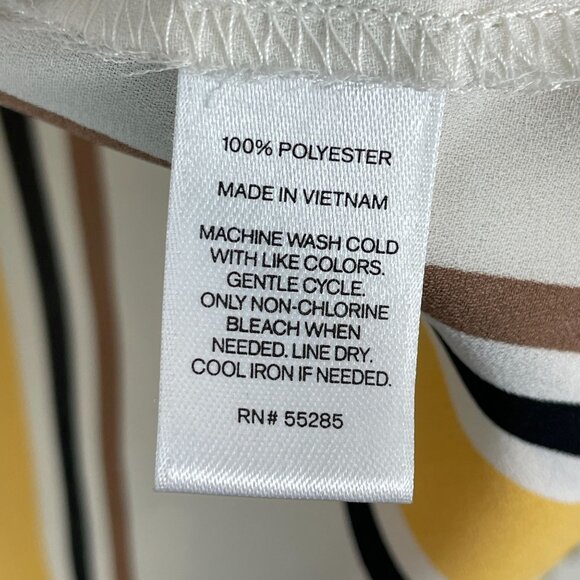 100% POLYESTER
MADE IN VIETNAM
MACHINE WASH COLD
WITH LIKE COLORS.
GENTLE CYCLE.
ONLY NON-CHLORINE
BLEACH WHEN
NEEDED. LINE DRY.
COOL IRON IF NEEDED.
RN# 55285